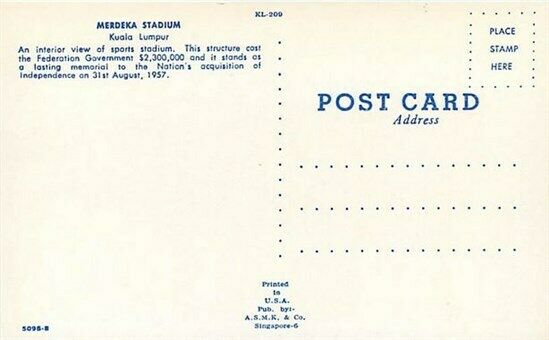 KL-209
MERDEKA STADIUM
Kuala Lumpur
An interior view of sports stadium. This structure cost
the Federation Government $2,300,000 and it stands as
a lasting memorial to the Nation's acquisition of
Independence on 31st August, 1957.
PLACE
STAMP
HERE
POST CARD
Address
Printed
in
U.S.A.
Pub. by:-
A.S.M.K. & Co.
Singapore-6
5098-B